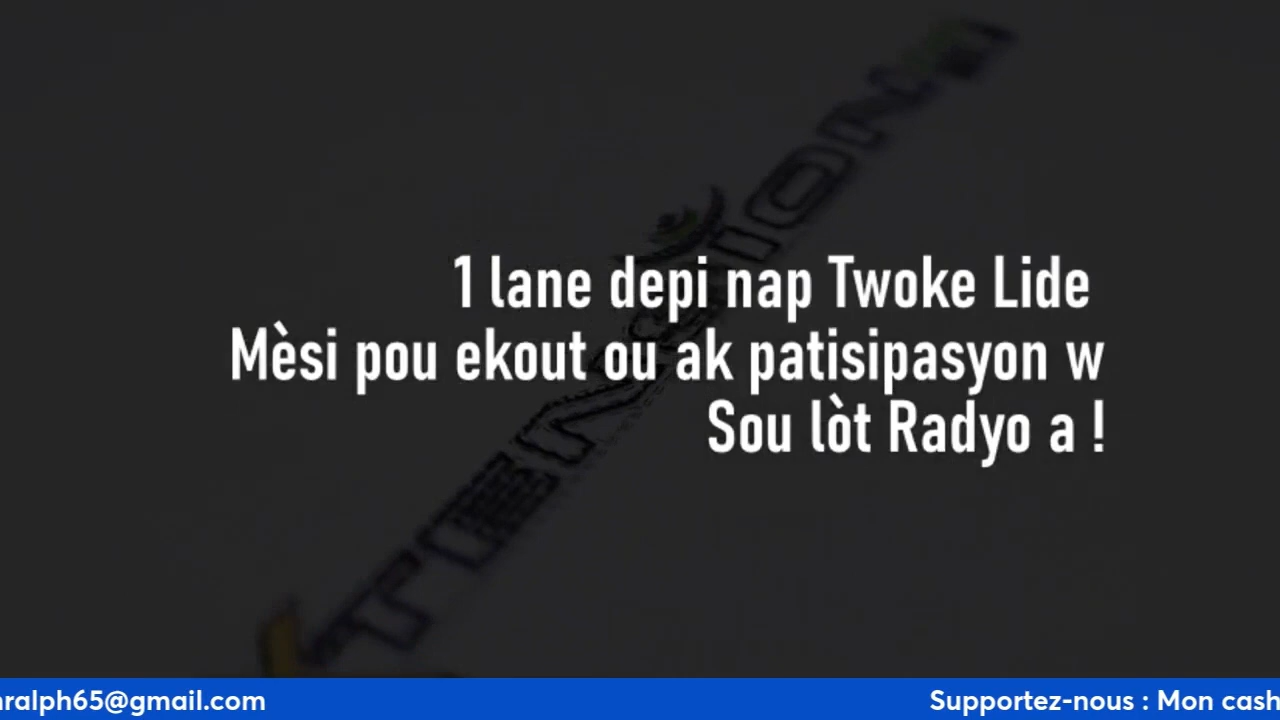 1 lane depi nap Twoke Lide
Mèsi pou ekout ou ak patisipasyon w
Sou lòt Radyo a !
ralph65@gmail.com
Supportez-nous : Mon cash